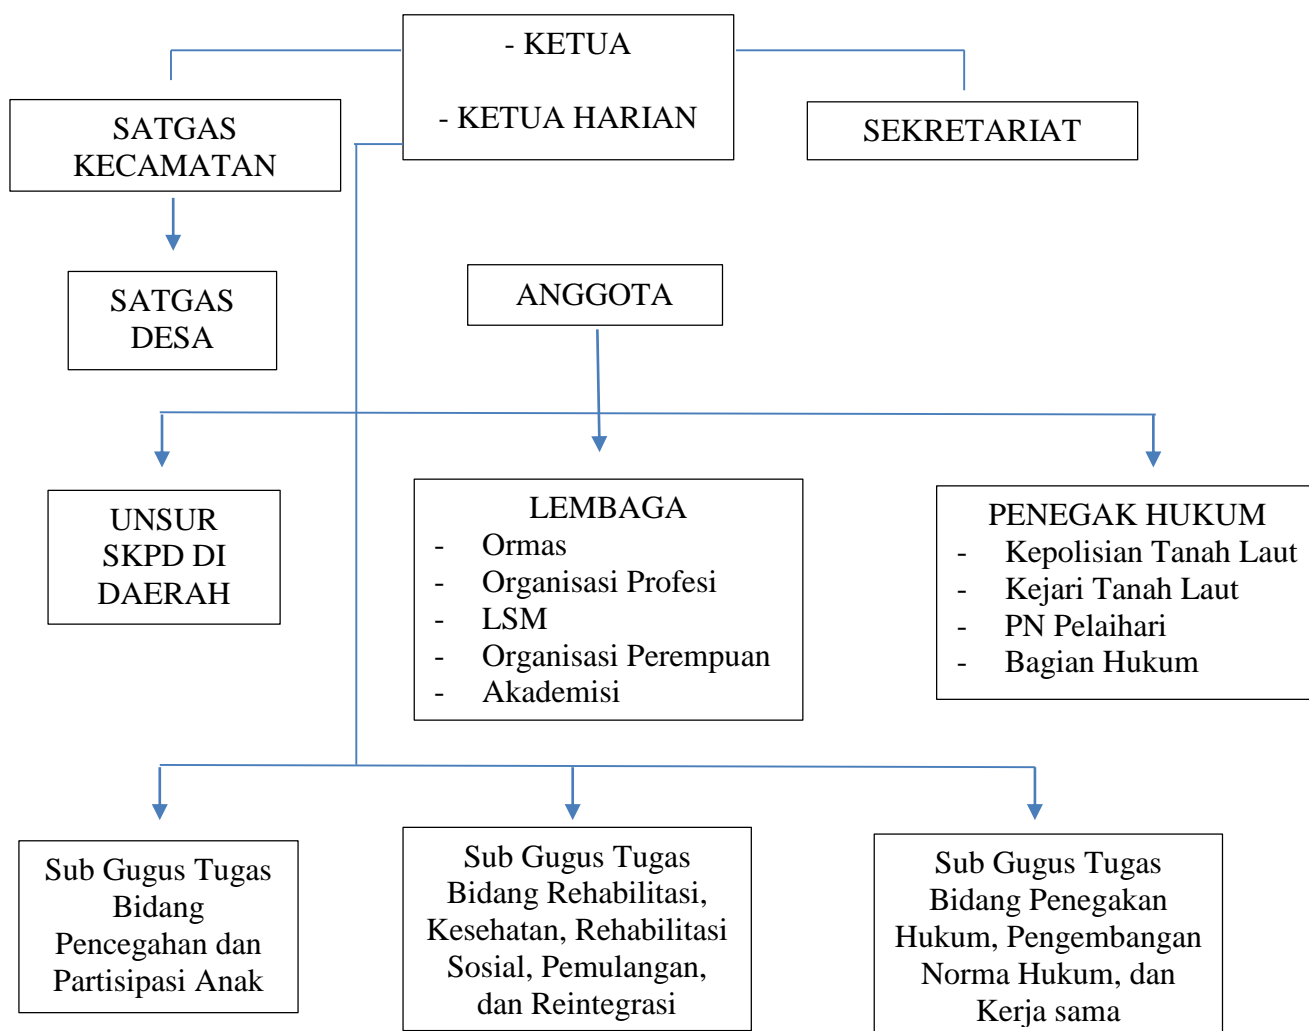 - KETUA
- KETUA HARIAN
SATGAS
KECAMATAN
SEKRETARIAT
SATGAS
DESA
ANGGOTA
UNSUR
SKPD DI
DAERAH
LEMBAGA
- Ormas
- Organisasi Profesi
- LSM
- Organisasi Perempuan
- Akademisi
PENEGAK HUKUM
- Kepolisian Tanah Laut
- Kejari Tanah Laut
- PN Pelaihari
- Bagian Hukum
Sub Gugus Tugas
Bidang
Pencegahan dan
Partisipasi Anak
Sub Gugus Tugas
Bidang Rehabilitasi,
Kesehatan, Rehabilitasi
Sosial, Pemulangan,
dan Reintegrasi
Sub Gugus Tugas
Bidang Penegakan
Hukum, Pengembangan
Norma Hukum, dan
Kerja sama